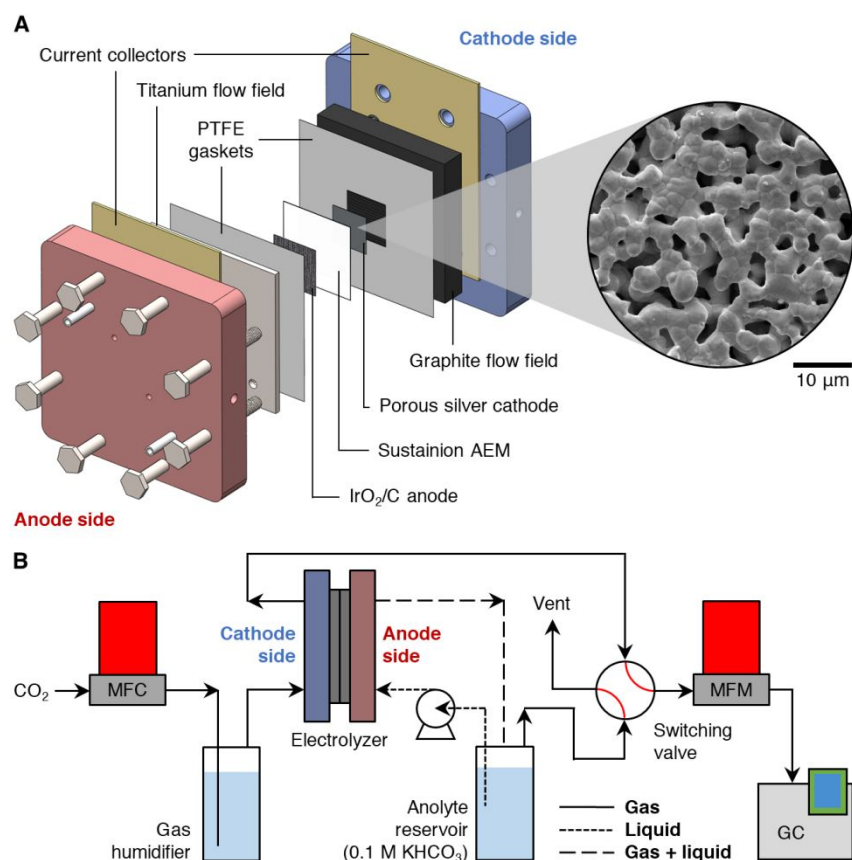 A
Cathode side
Current collectors
Titanium flow field
PTFE
gaskets
Graphite flow field
10 μm
Porous silver cathode
Sustainion AEM
IrO₂/C anode
Anode side
B
Vent
Cathode
side
Anode
side
CO₂
MFC
MFM
Electrolyzer
Switching
valve
Gas
humidifier
Anolyte
reservoir
(0.1 M KHCO₃)
Gas
Liquid
Gas + liquid
GC